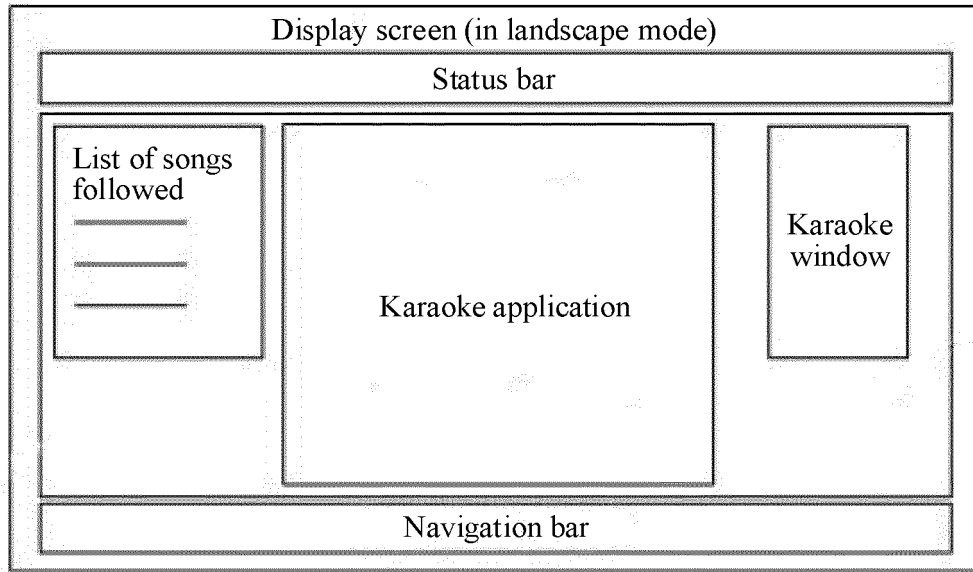 Display screen (in landscape mode)
Status bar
List of songs
followed
Karaoke application
Karaoke
window
Navigation bar